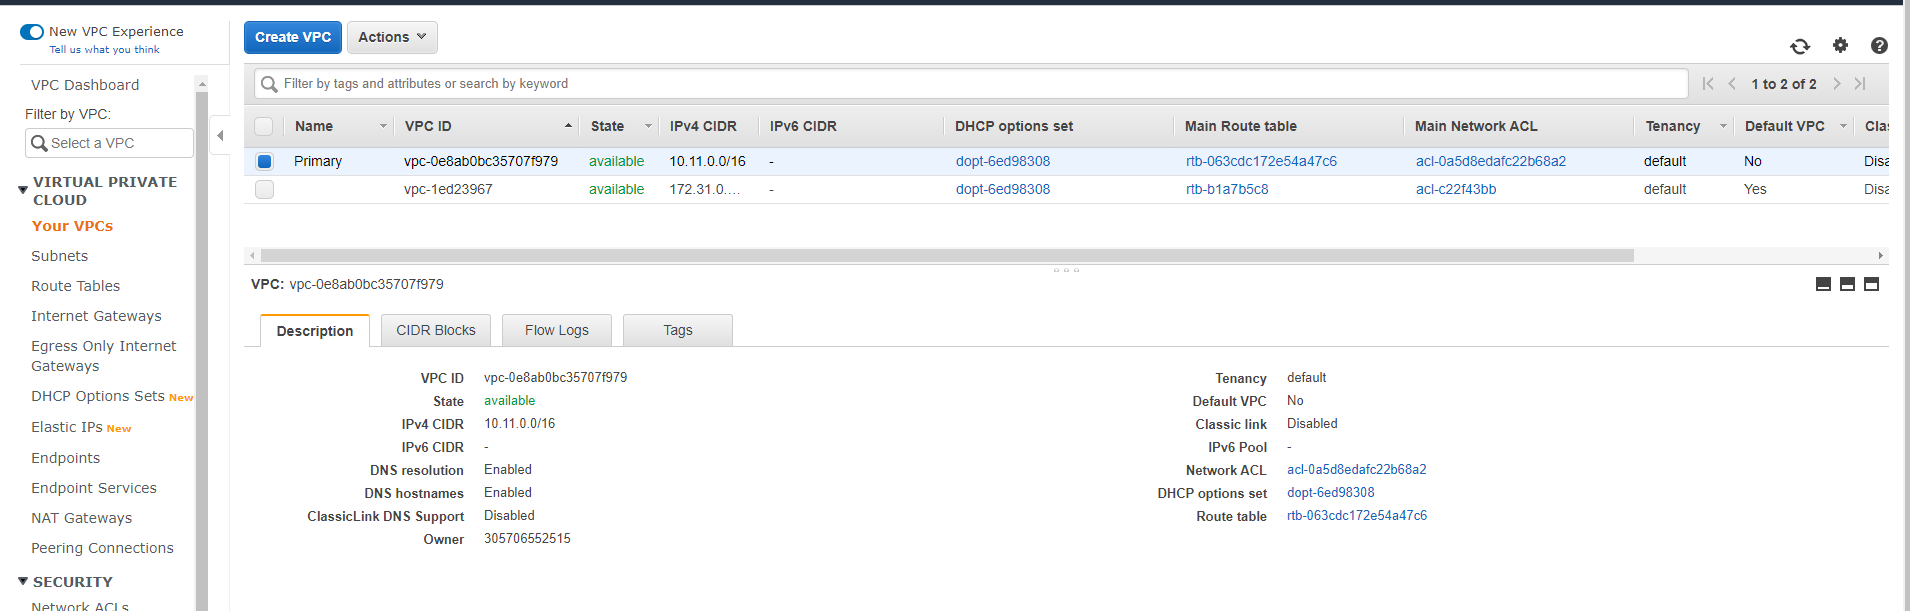 New VPC Experience
Tell us what you think
VPC Dashboard
Filter by VPC:
Select a VPC
VIRTUAL PRIVATE
CLOUD
Your VPCs
Subnets
Route Tables
Internet Gateways
Egress Only Internet
Gateways
DHCP Options Sets New
Elastic IPs New
Endpoints
Endpoint Services
NAT Gateways
Peering Connections
SECURITY
Network ACLs
Create VPC Actions
Filter by tags and attributes or search by keyword 1 to 2 of 2
Name VPC ID State IPv4 CIDR IPv6 CIDR DHCP options set Main Route table Main Network ACL Tenancy Default VPC Clas
Primary vpc-0e8ab0bc35707f979 available 10.11.0.0/16 - dopt-6ed98308 rtb-063cdc172e54a47c6 acl-0a5d8edafc22b68a2 default No Disa
vpc-1ed23967 available 172.31.0.... - dopt-6ed98308 rtb-b1a7b5c8 acl-c22f43bb default Yes Disa
VPC: vpc-0e8ab0bc35707f979
Description CIDR Blocks Flow Logs Tags
VPC ID vpc-0e8ab0bc35707f979
State available
IPv4 CIDR 10.11.0.0/16
IPv6 CIDR -
DNS resolution Enabled
DNS hostnames Enabled
ClassicLink DNS Support Disabled
Owner 305706552515
Tenancy default
Default VPC No
Classic link Disabled
IPv6 Pool -
Network ACL acl-0a5d8edafc22b68a2
DHCP options set dopt-6ed98308
Route table rtb-063cdc172e54a47c6